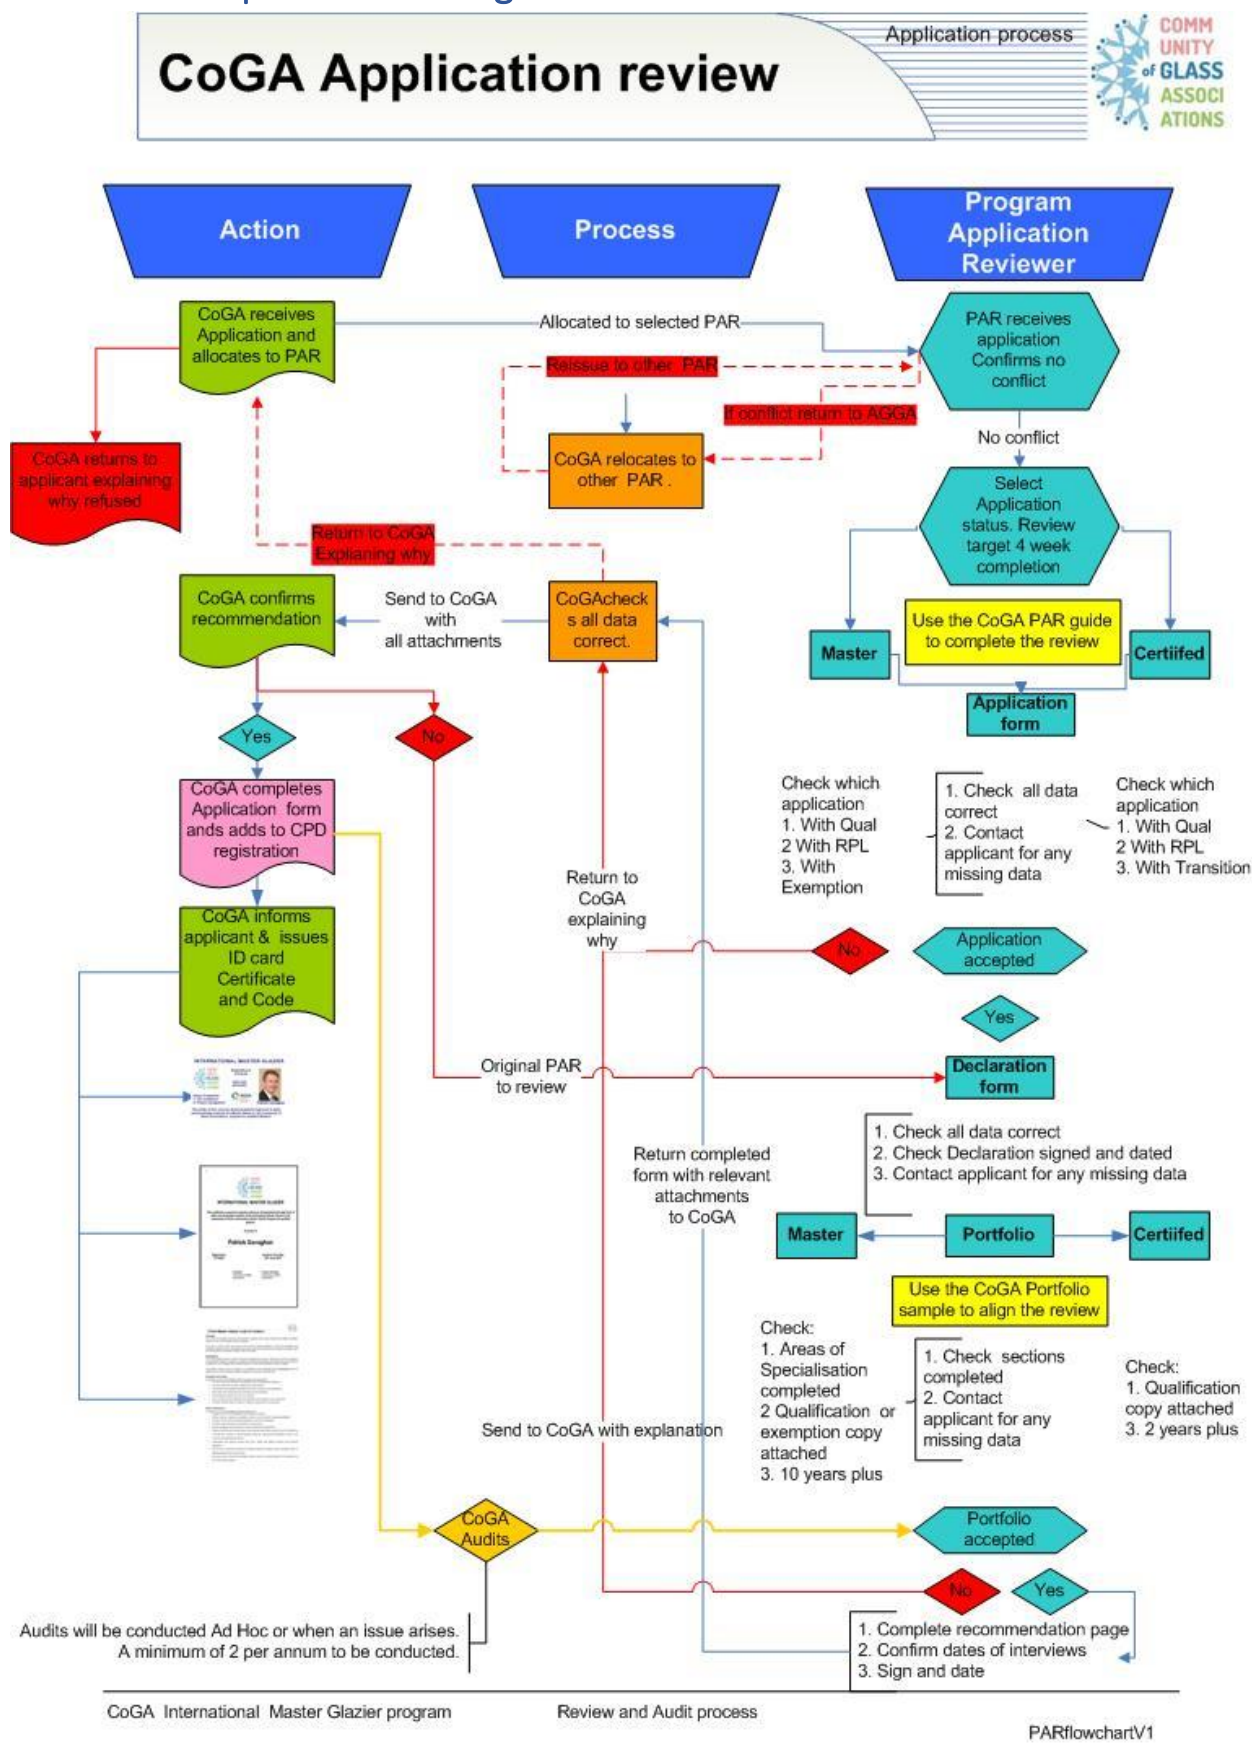 CoGA Application review
Application process
COMM
UNITY
of GLASS
ASSOCI
ATIONS
Action
Process
Program
Application
Reviewer
CoGA receives
Application and
allocates to PAR
Allocated to selected PAR
PAR receives
application
Confirms no
conflict
Reissue to other PAR
If conflict return to AGGA
No conflict
CoGA returns to
applicant explaining
why refused
CoGA relocates to
other PAR .
Select
Application
status. Review
target 4 week
completion
Return to CoGA
Explianing why
CoGA confirms
recommendation
Send to CoGA
with
all attachments
CoGAcheck
s all data
correct.
Use the CoGA PAR guide
to complete the review
Master
Certiifed
Application
form
Yes
No
CoGA completes
Application form
ands adds to CPD
registration
Check which
application
1. With Qual
2 With RPL
3. With
Exemption
1. Check all data
correct
2. Contact
applicant for any
missing data
Check which
application
1. With Qual
2 With RPL
3. With Transition
Return to
CoGA
explaining
why
CoGA informs
applicant & issues
ID card
Certificate
and Code
No
Application
accepted
Yes
INTERNATIONAL MASTER GLAZIER
Original PAR
to review
Declaration
form
1. Check all data correct
2. Check Declaration signed and dated
3. Contact applicant for any missing data
Return completed
form with relevant
attachments
to CoGA
INTERNATIONAL MASTER GLAZIER
Patrick Gavaghan
Master
Portfolio
Certiifed
Use the CoGA Portfolio
sample to align the review
Check:
1. Areas of
Specialisation
completed
2 Qualification or
exemption copy
attached
3. 10 years plus
1. Check sections
completed
2. Contact
applicant for any
missing data
Check:
1. Qualification
copy attached
3. 2 years plus
Send to CoGA with explanation
CoGA
Audits
Portfolio
accepted
No
Yes
Audits will be conducted Ad Hoc or when an issue arises.
A minimum of 2 per annum to be conducted.
1. Complete recommendation page
2. Confirm dates of interviews
3. Sign and date
CoGA International Master Glazier program
Review and Audit process
PARflowchartV1